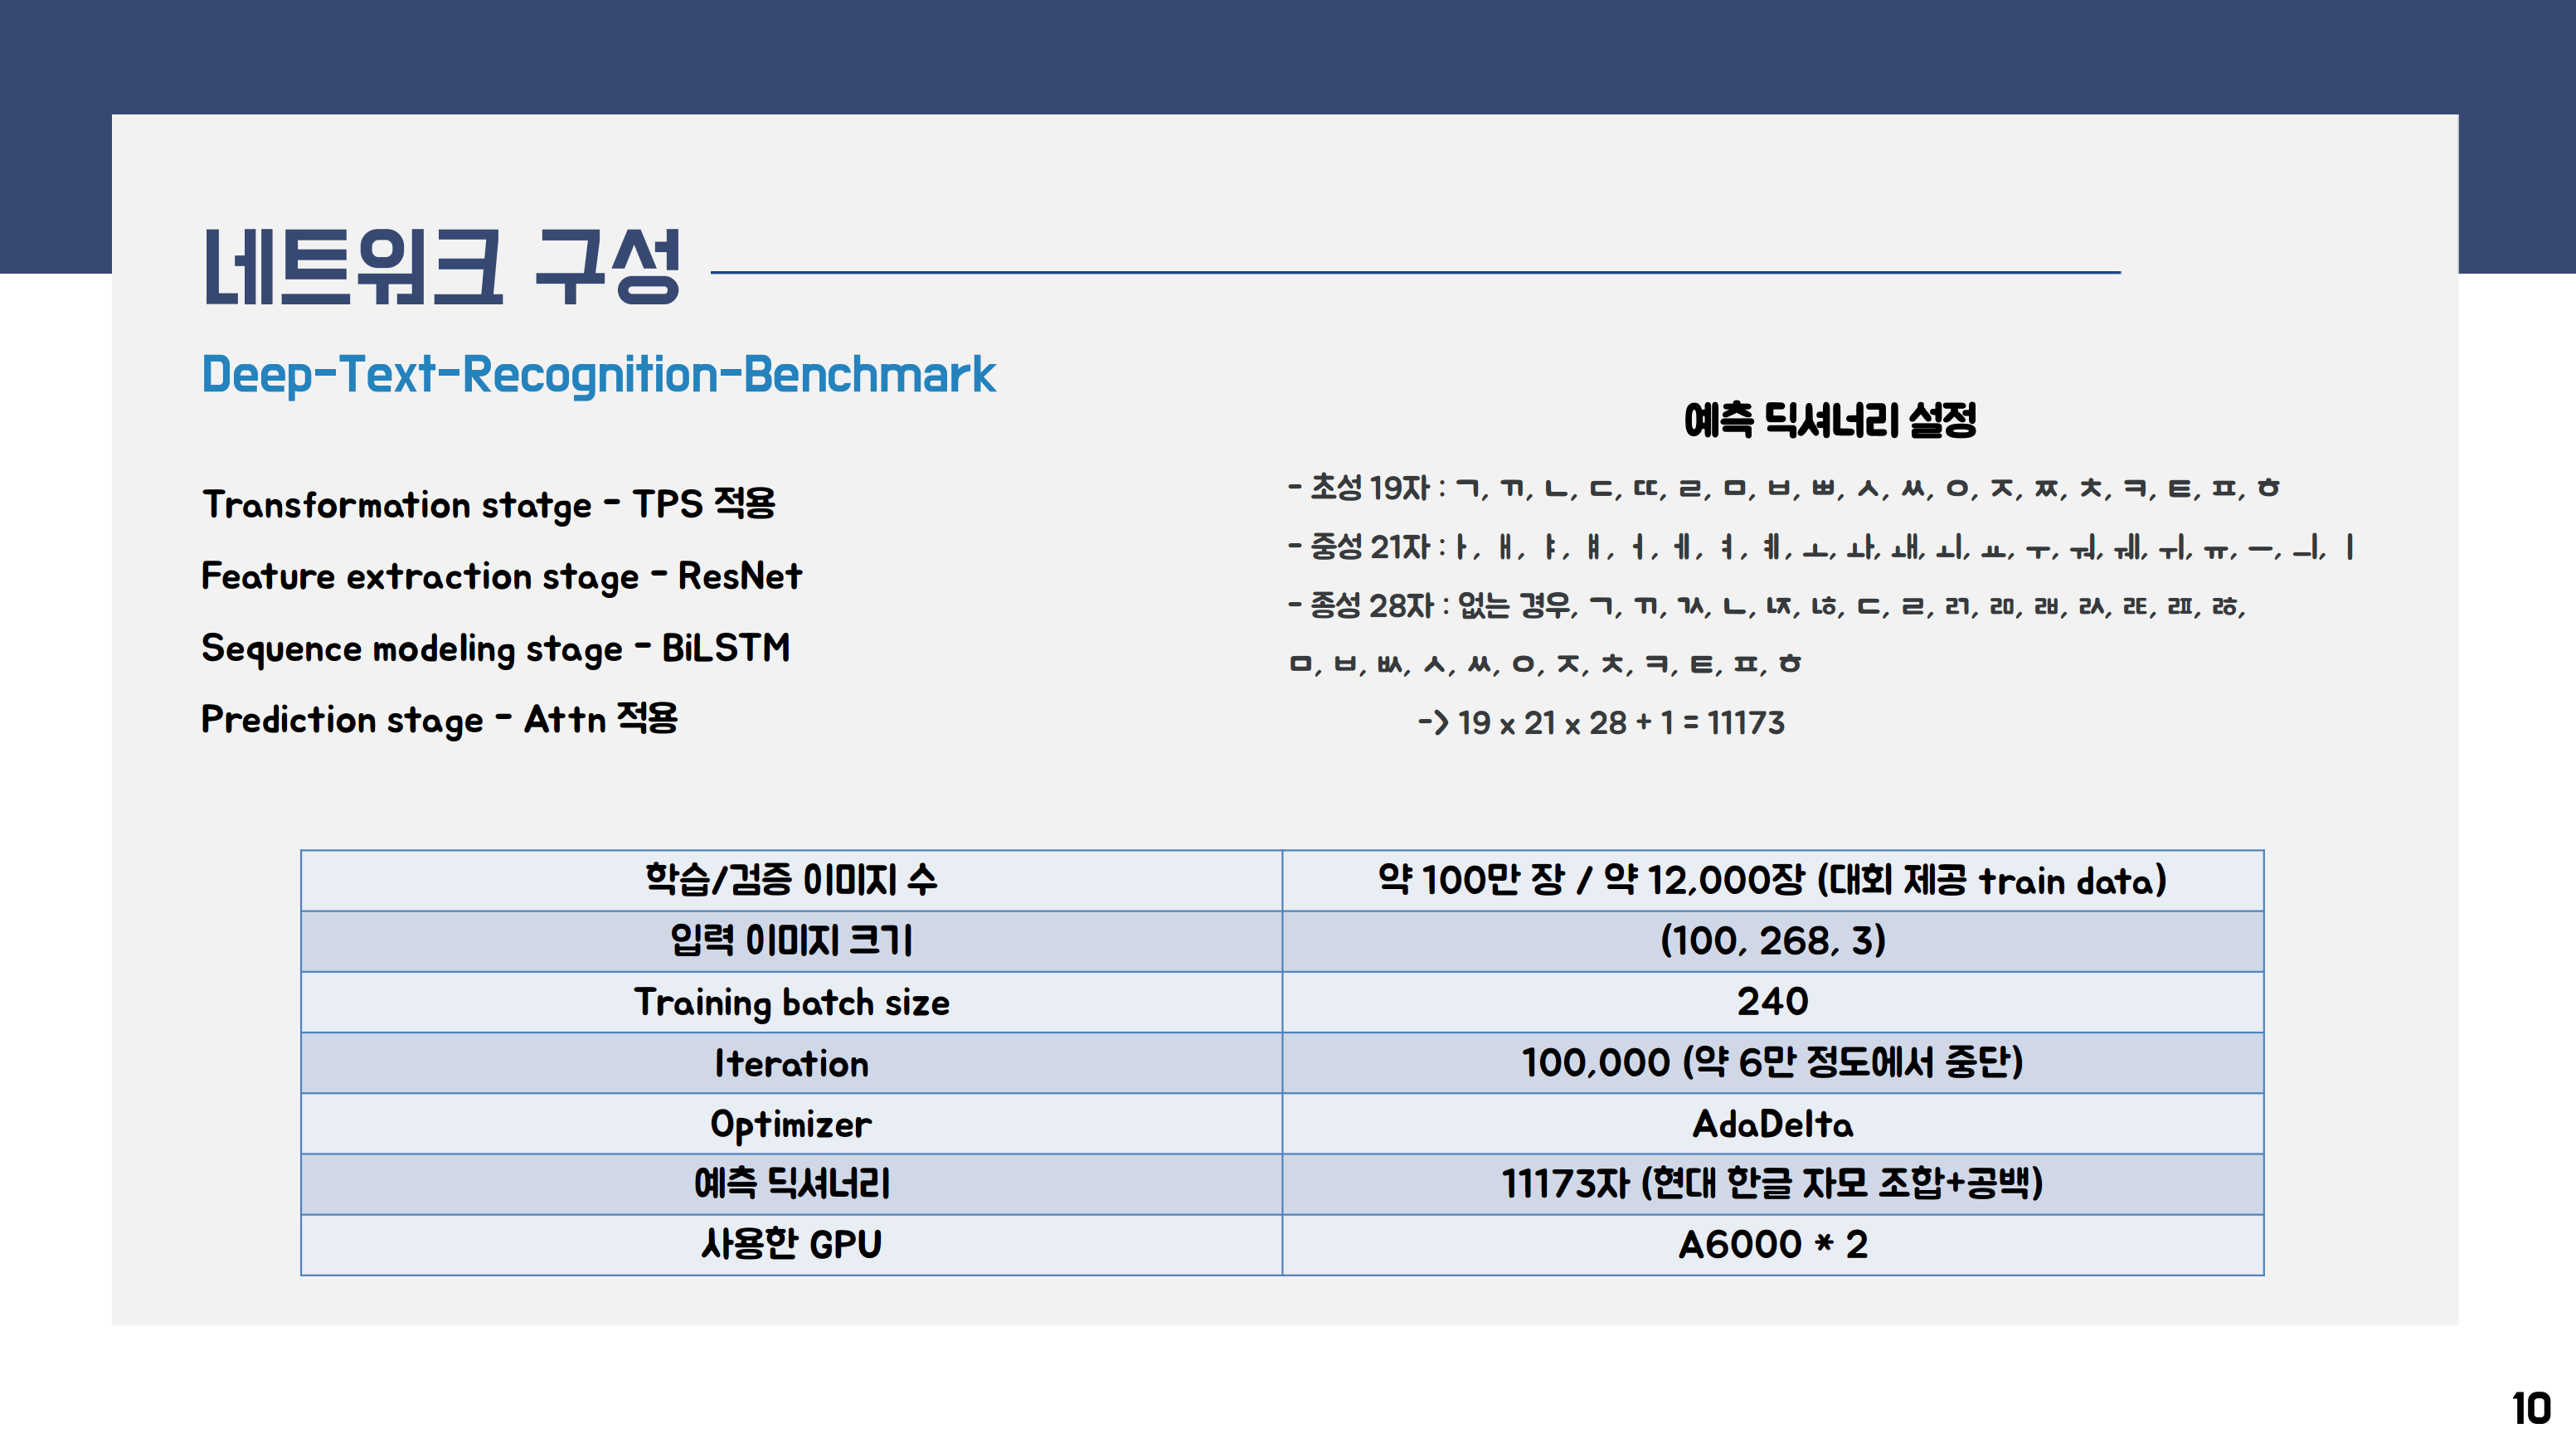 네트워크 구성
Deep-Text-Recognition-Benchmark
Transformation statge - TPS 적용
Feature extraction stage - ResNet
Sequence modeling stage - BiLSTM
Prediction stage - Attn 적용
예측 딕셔너리 설정
- 초성 19자 : ㄱ, ㄲ, ㄴ, ㄷ, ㄸ, ㄹ, ㅁ, ㅂ, ㅃ, ㅅ, ㅆ, ㅇ, ㅈ, ㅉ, ㅊ, ㅋ, ㅌ, ㅍ, ㅎ
- 중성 21자 : ㅏ, ㅐ, ㅑ, ㅒ, ㅓ, ㅔ, ㅕ, ㅖ, ㅗ, ㅘ, ㅙ, ㅚ, ㅛ, ㅜ, ㅝ, ㅞ, ㅟ, ㅠ, ㅡ, ㅢ, ㅣ
- 종성 28자 : 없는 경우, ㄱ, ㄲ, ㄳ, ㄴ, ㄵ, ㄶ, ㄷ, ㄹ, ㄺ, ㄻ, ㄼ, ㄽ, ㄾ, ㄿ, ㅀ,
ㅁ, ㅂ, ㅄ, ㅅ, ㅆ, ㅇ, ㅈ, ㅊ, ㅋ, ㅌ, ㅍ, ㅎ
-> 19 x 21 x 28 + 1 = 11173
학습/검증 이미지 수 약 100만 장 / 약 12,000장 (대회 제공 train data)
입력 이미지 크기 (100, 268, 3)
Training batch size 240
Iteration 100,000 (약 6만 정도에서 중단)
Optimizer AdaDelta
예측 딕셔너리 11173자 (현대 한글 자모 조합+공백)
사용한 GPU A6000 * 2
10